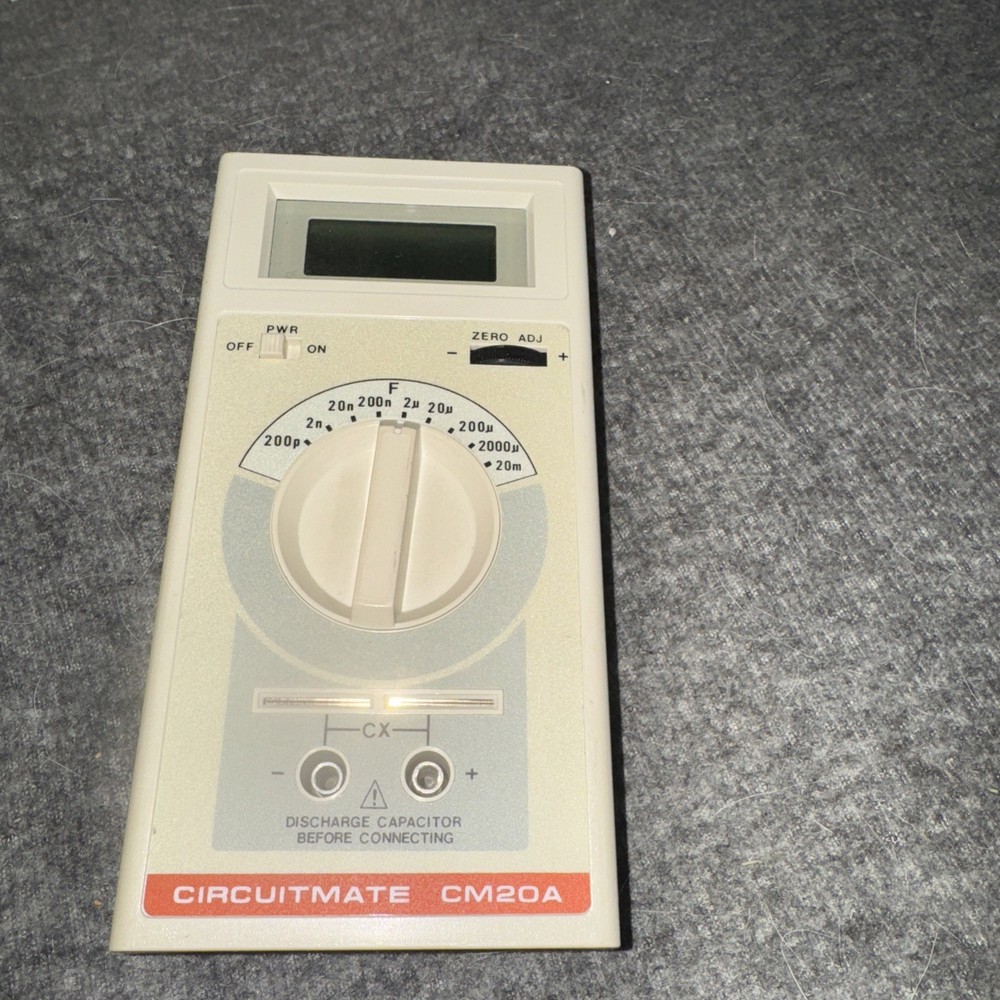 PWR
OFF ON
ZERO ADJ
− +
F
200p 2n 20n 200n 2µ 20µ 200µ 2000µ 20m
CX
− +
DISCHARGE CAPACITOR
BEFORE CONNECTING
CIRCUITMATE CM20A